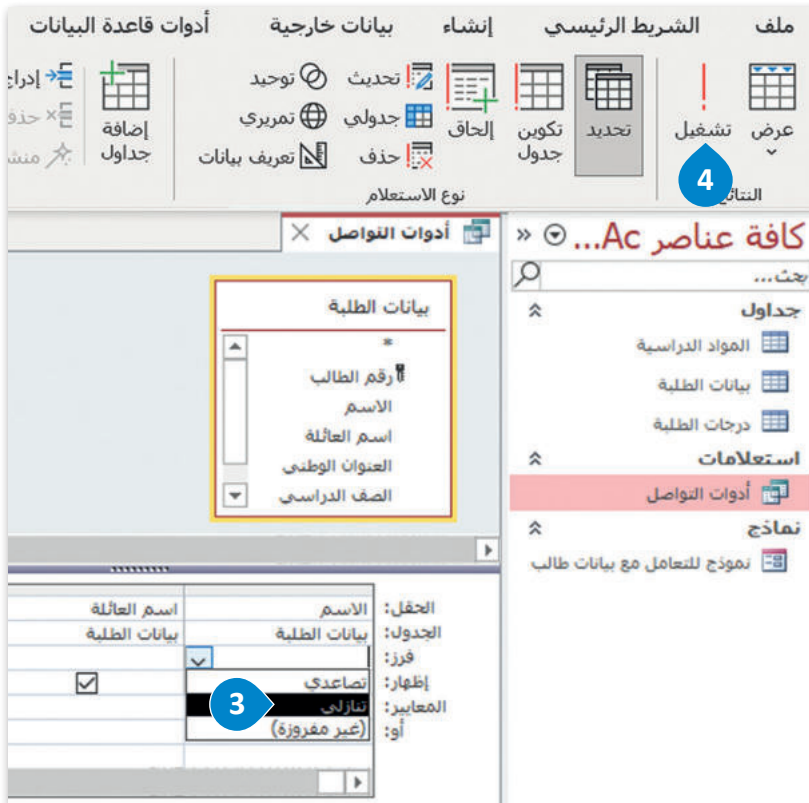 ملف الشريط الرئيسي إنشاء بيانات خارجية أدوات قاعدة البيانات
عرض
تشغيل
4
النتائج
تحديد
تكوين جدول
إلحاق
تحديث
توحيد
جدولي
تمريري
حذف
تعريف بيانات
نوع الاستعلام
إضافة جداول
إدراج
حذف
كافة عناصر Ac...
بحث...
جداول
المواد الدراسية
بيانات الطلبة
درجات الطلبة
استعلامات
أدوات التواصل
نماذج
نموذج للتعامل مع بيانات طالب
أدوات التواصل
بيانات الطلبة
*
رقم الطالب
الاسم
اسم العائلة
العنوان الوطني
الصف الدراسي
الحقل: الاسم اسم العائلة
الجدول: بيانات الطلبة بيانات الطلبة
فرز:
إظهار: تصاعدي
المعايير: تنازلي 3
أو: (غير مفروزة)